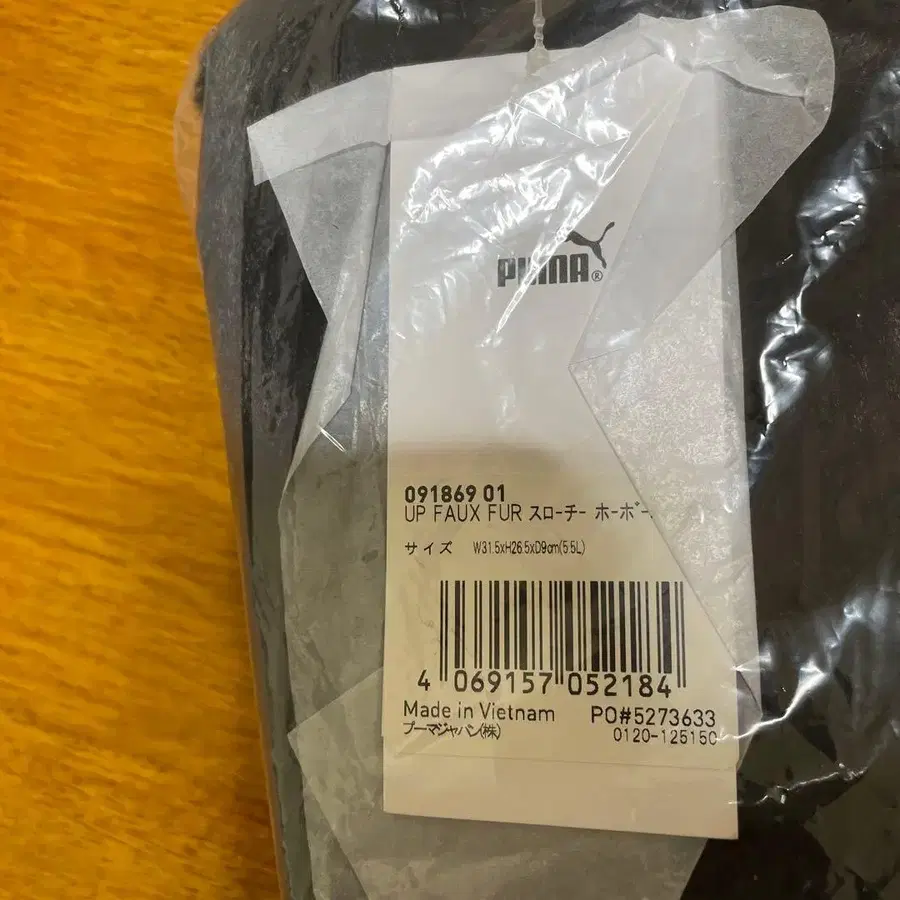 PUMA®
091869 01
UP FAUX FUR スローチー ホーボー
サイズ W31.5xH26.5xD9cm(5.5L)
4 069157 052184
Made in Vietnam PO#5273633
プーマジャパン(株) 0120-125150